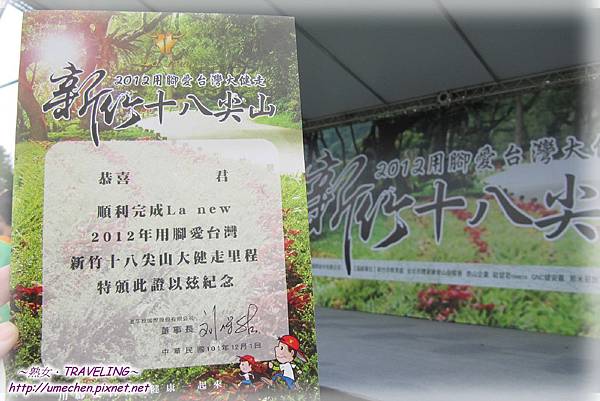 2012用腳愛台灣大健走
新竹十八尖山
恭喜 君
順利完成La new
2012年用腳愛台灣
新竹十八尖山大健走里程
特頒此證以茲紀念
董事長
中華民國101年12月1日
健康 起來
2012用腳愛台灣大健
新竹十八尖
~熟女．TRAVELING~
http://umechen.pixnet.net